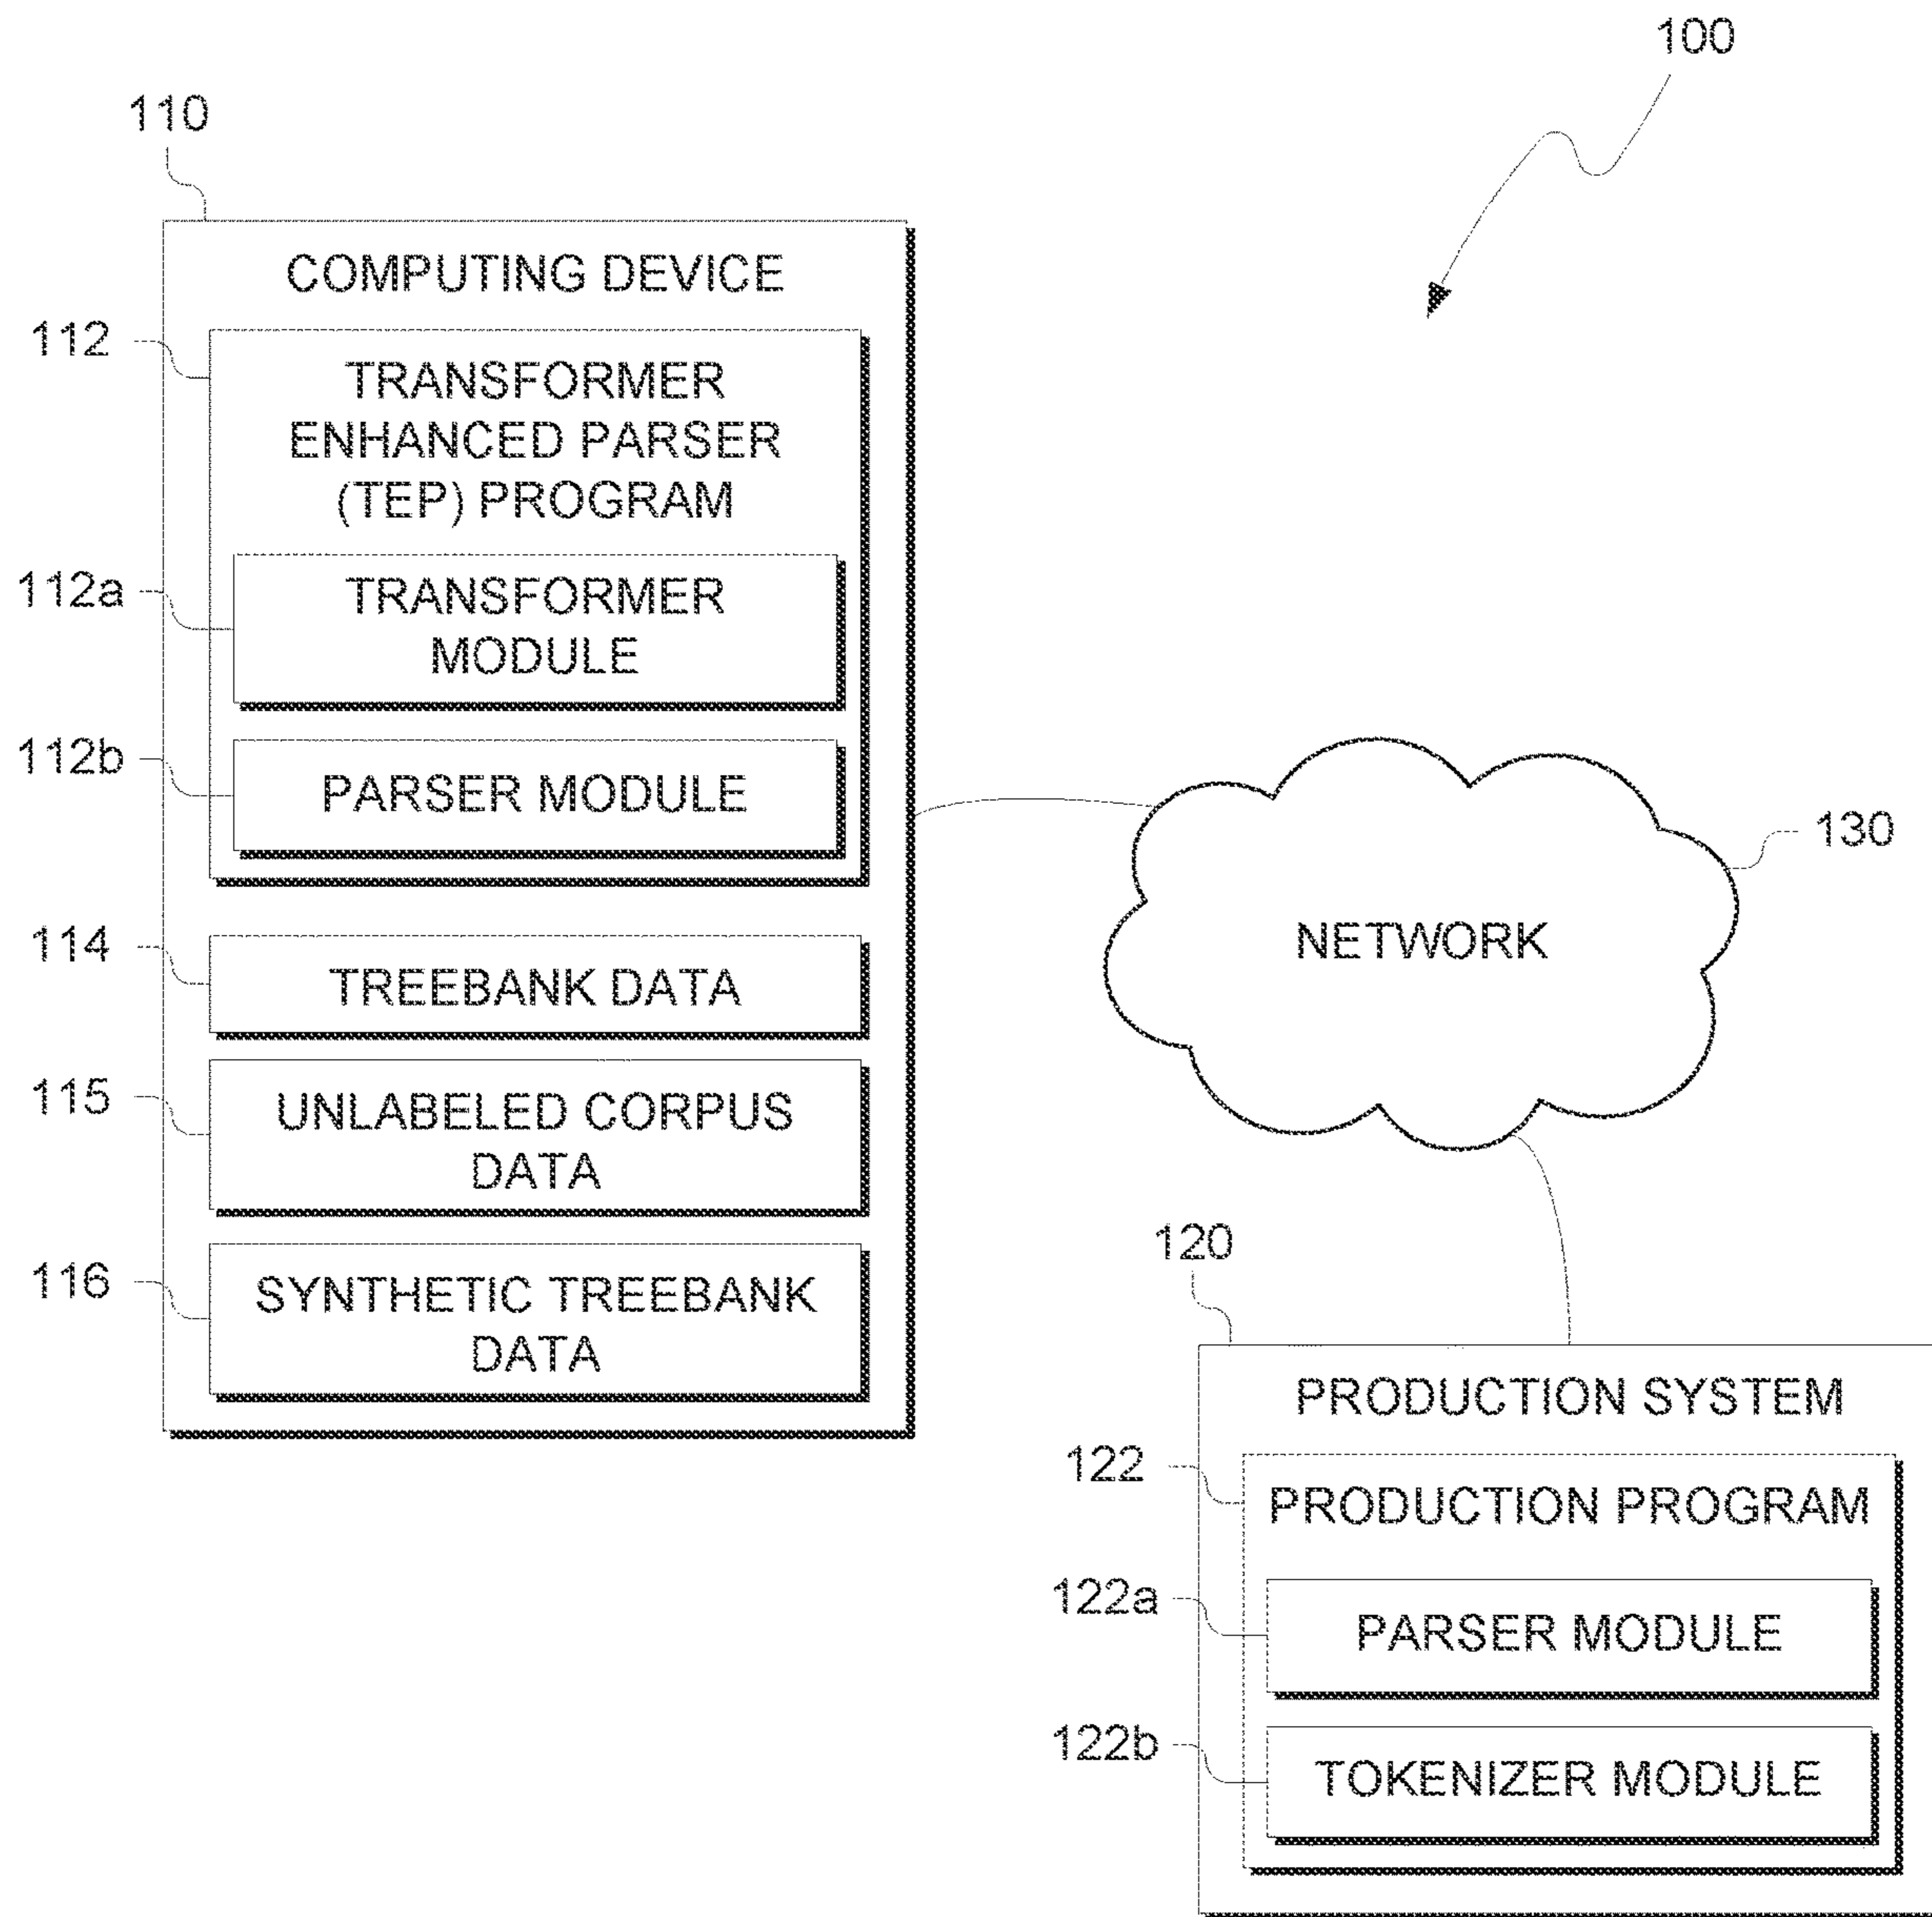 100
110
COMPUTING DEVICE
112
TRANSFORMER
ENHANCED PARSER
(TEP) PROGRAM
112a
TRANSFORMER
MODULE
112b
PARSER MODULE
114
TREEBANK DATA
115
UNLABELED CORPUS
DATA
116
SYNTHETIC TREEBANK
DATA
130
NETWORK
120
PRODUCTION SYSTEM
122
PRODUCTION PROGRAM
122a
PARSER MODULE
122b
TOKENIZER MODULE